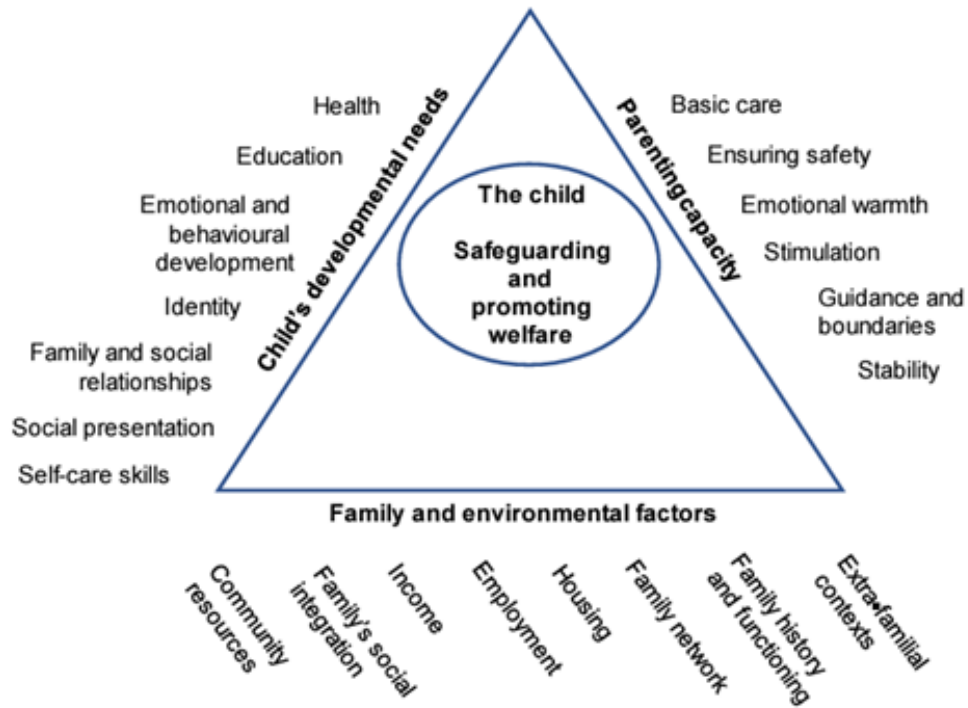 Child's developmental needs
Health
Education
Emotional and
behavioural
development
Identity
Family and social
relationships
Social presentation
Self-care skills
The child
Safeguarding
and
promoting
welfare
Parenting capacity
Basic care
Ensuring safety
Emotional warmth
Stimulation
Guidance and
boundaries
Stability
Family and environmental factors
Community
resources
Family's social
integration
Income
Employment
Housing
Family network
Family history
and functioning
Extra-familial
contexts